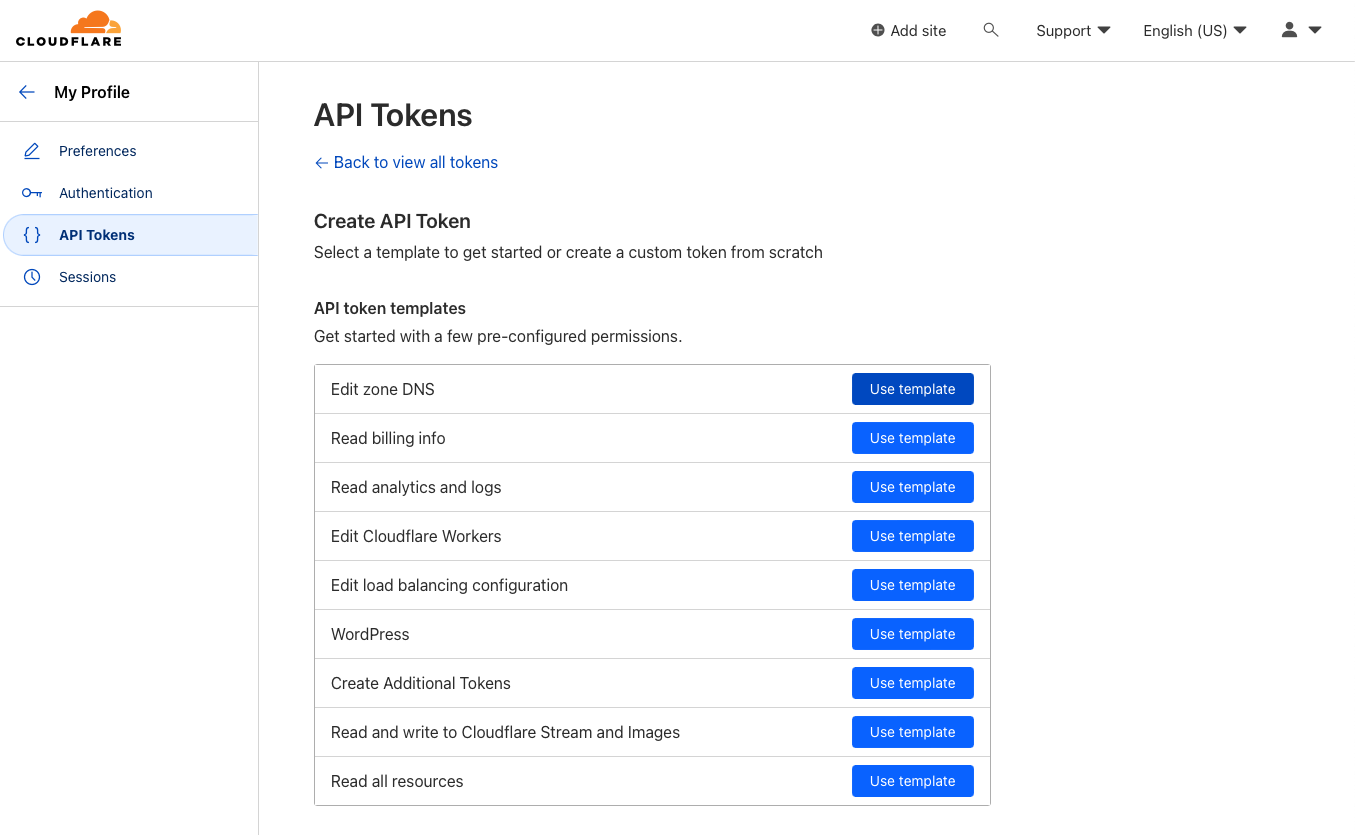 CLOUDFLARE
Add site
Support
English (US)
My Profile
Preferences
Authentication
{ } API Tokens
Sessions
API Tokens
← Back to view all tokens
Create API Token
Select a template to get started or create a custom token from scratch
API token templates
Get started with a few pre-configured permissions.
Edit zone DNS Use template
Read billing info Use template
Read analytics and logs Use template
Edit Cloudflare Workers Use template
Edit load balancing configuration Use template
WordPress Use template
Create Additional Tokens Use template
Read and write to Cloudflare Stream and Images Use template
Read all resources Use template